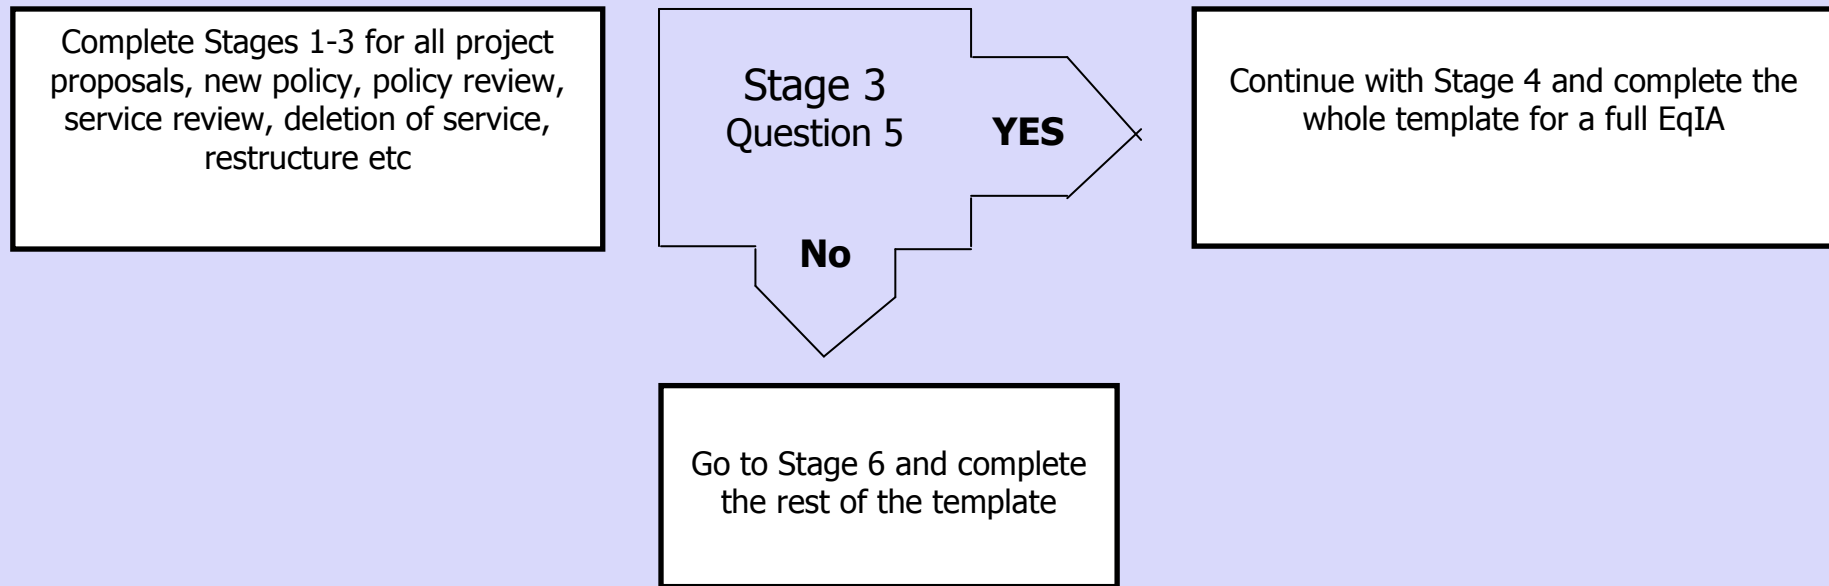 Complete Stages 1-3 for all project
proposals, new policy, policy review,
service review, deletion of service,
restructure etc
Stage 3
Question 5
YES
No
Continue with Stage 4 and complete the
whole template for a full EqIA
Go to Stage 6 and complete
the rest of the template